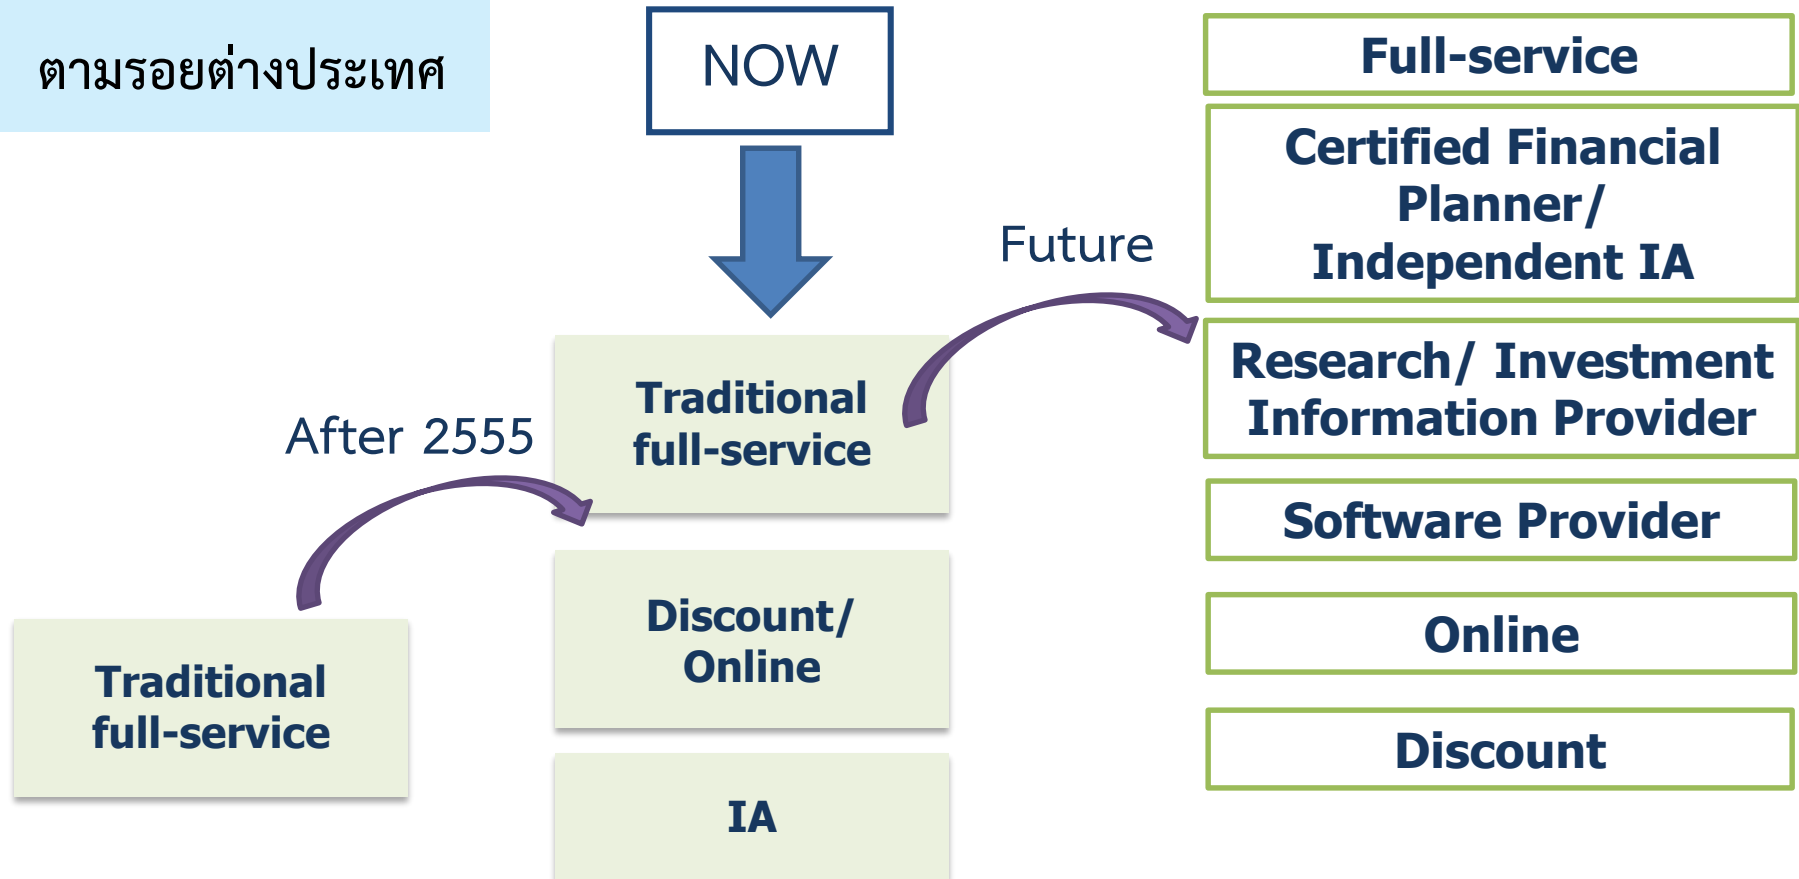 ตามรอยต่างประเทศ
NOW
Full-service
Certified Financial
Planner/
Independent IA
Future
Research/ Investment
Information Provider
Traditional
full-service
After 2555
Software Provider
Discount/
Online
Online
Traditional
full-service
Discount
IA